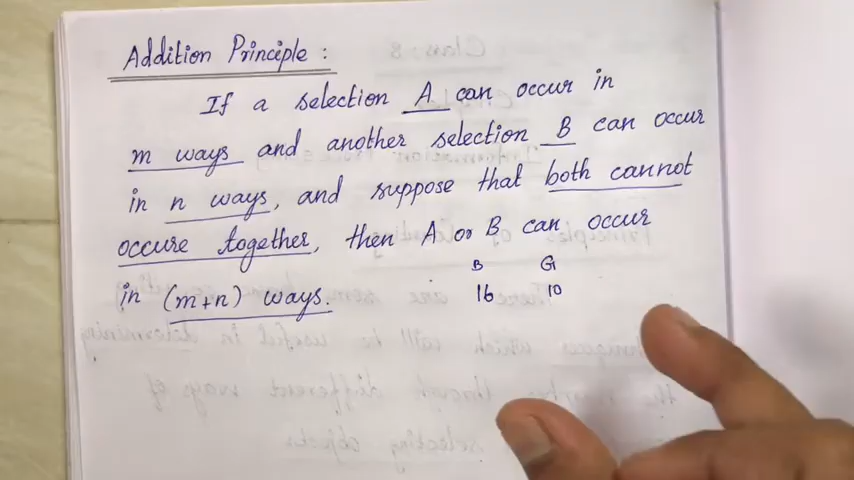 Addition Principle :
If a selection A can occur in
m ways and another selection B can occur
in n ways, and suppose that both cannot
occure together, then A or B can occur
B G
in (m+n) ways. 16 10